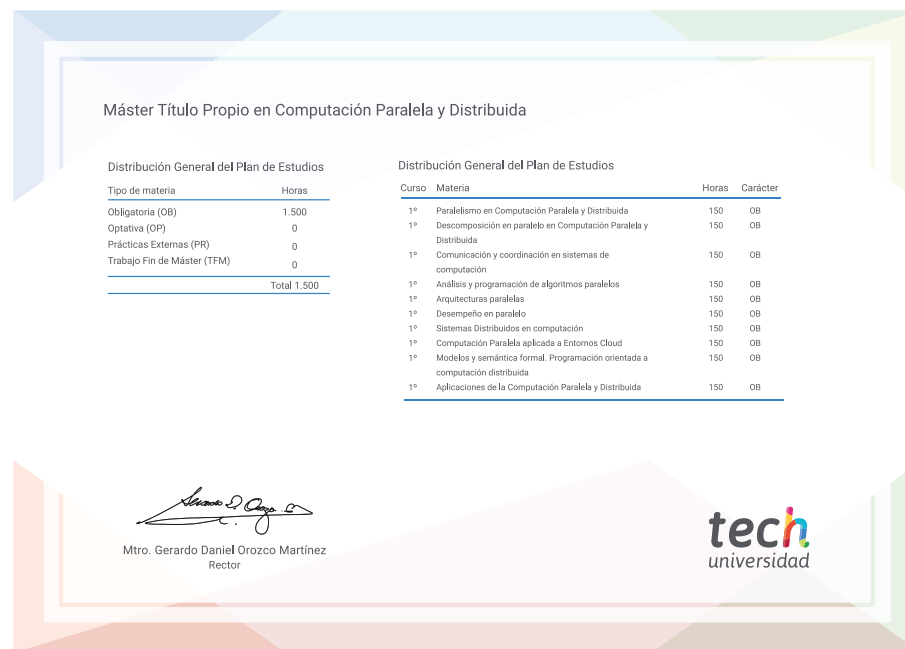 Máster Título Propio en Computación Paralela y Distribuida
Distribución General del Plan de Estudios
Tipo de materia Horas
Obligatoria (OB) 1.500
Optativa (OP) 0
Prácticas Externas (PR) 0
Trabajo Fin de Máster (TFM) 0
Total 1.500
Distribución General del Plan de Estudios
Curso Materia Horas Carácter
1º Paralelismo en Computación Paralela y Distribuida 150 OB
1º Descomposición en paralelo en Computación Paralela y 150 OB
Distribuida
1º Comunicación y coordinación en sistemas de 150 OB
computación
1º Análisis y programación de algoritmos paralelos 150 OB
1º Arquitecturas paralelas 150 OB
1º Desempeño en paralelo 150 OB
1º Sistemas Distribuidos en computación 150 OB
1º Computación Paralela aplicada a Entornos Cloud 150 OB
1º Modelos y semántica formal. Programación orientada a 150 OB
computación distribuida
1º Aplicaciones de la Computación Paralela y Distribuida 150 OB
Mtro. Gerardo Daniel Orozco Martínez
Rector
tech
universidad